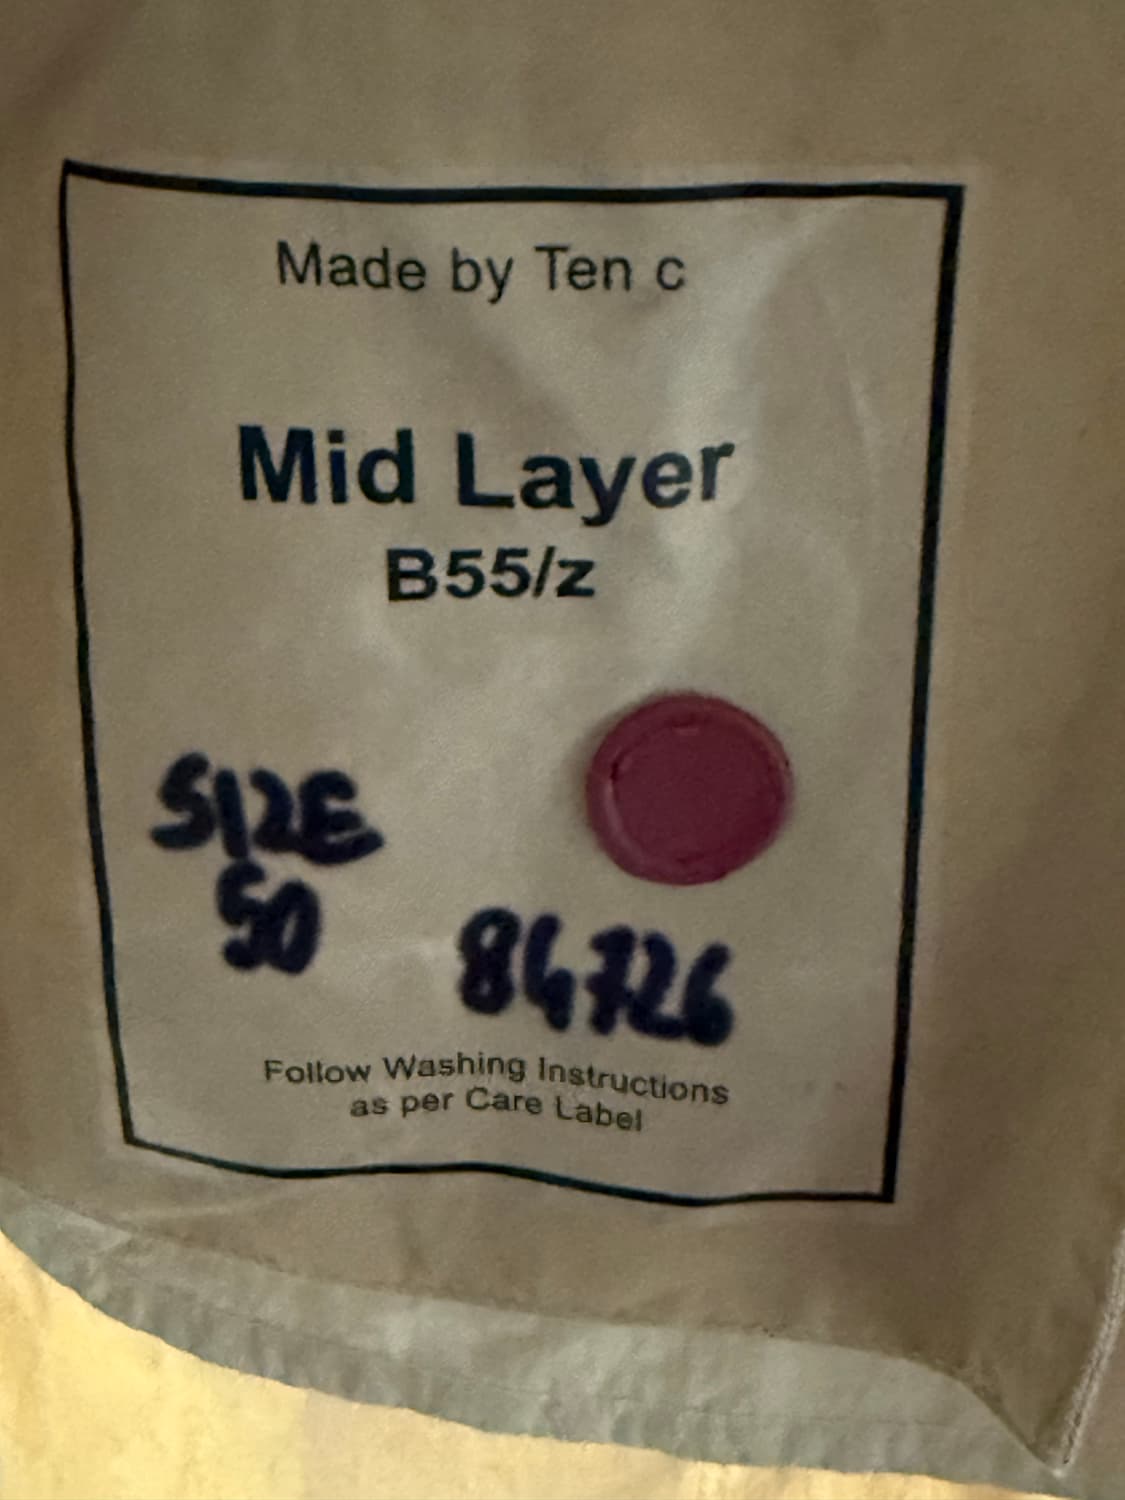 Made by Ten c
Mid Layer
B55/z
SIZE
50
84726
Follow Washing Instructions
as per Care Label